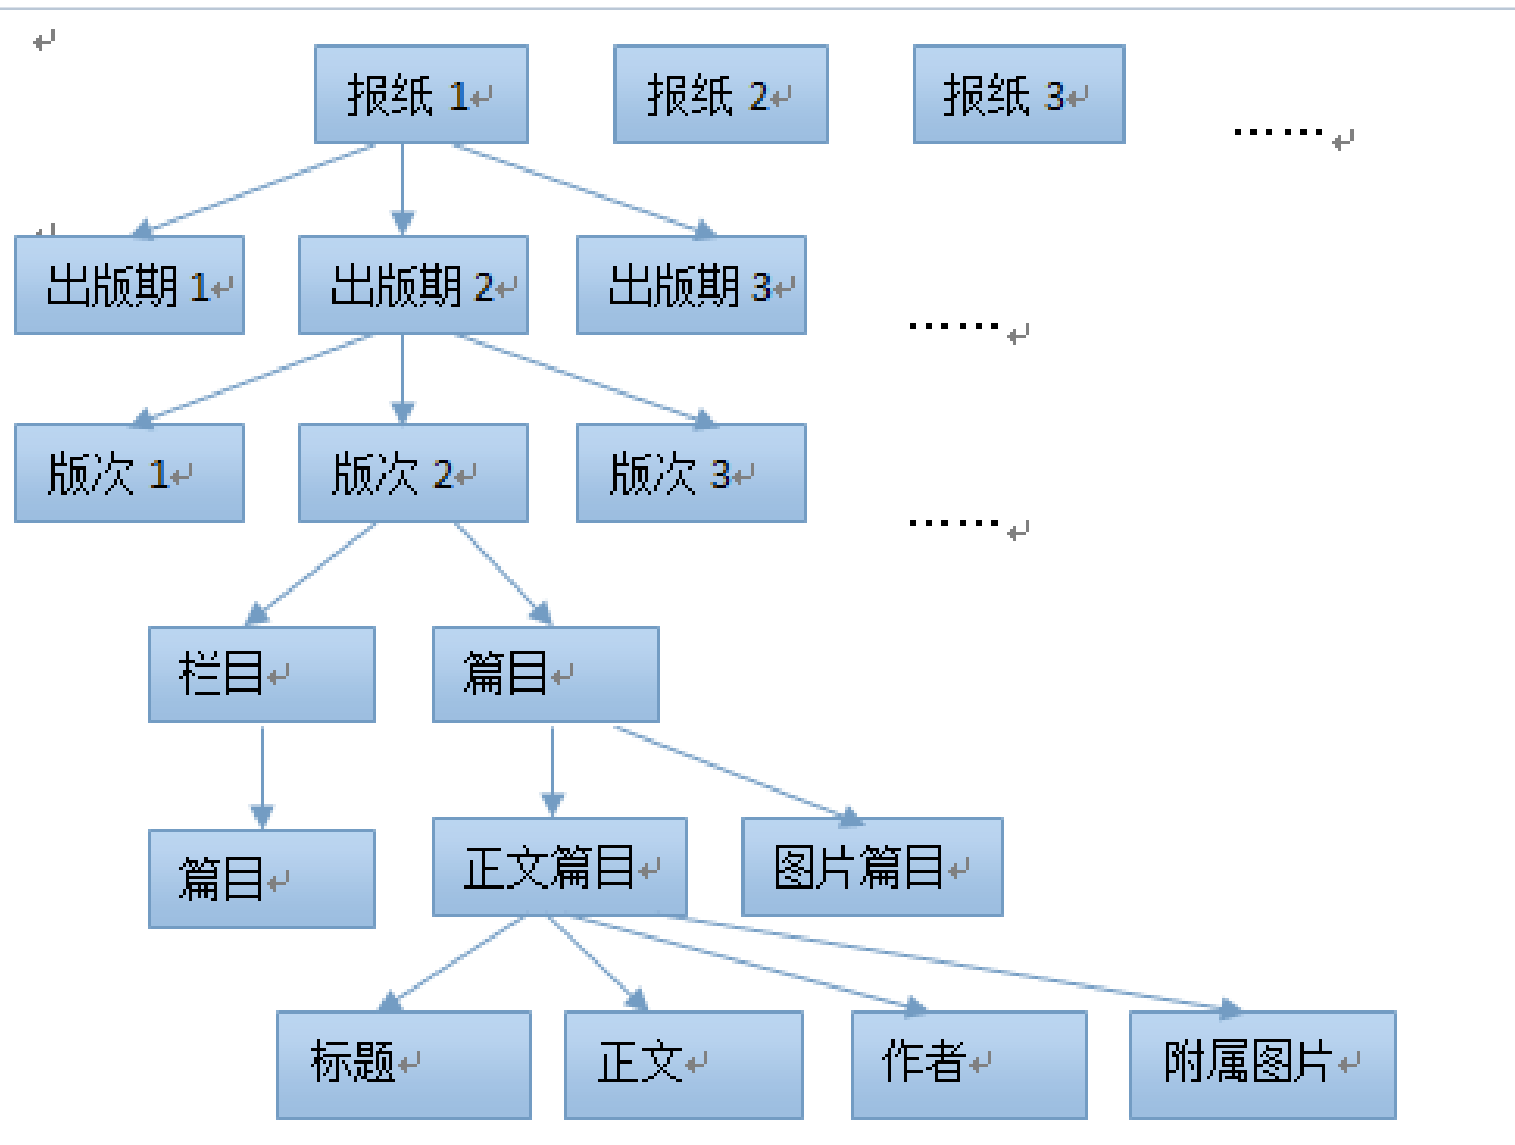 报纸 1 报纸 2 报纸 3 ……
出版期 1 出版期 2 出版期 3 ……
版次 1 版次 2 版次 3 ……
栏目 篇目
篇目 正文篇目 图片篇目
标题 正文 作者 附属图片